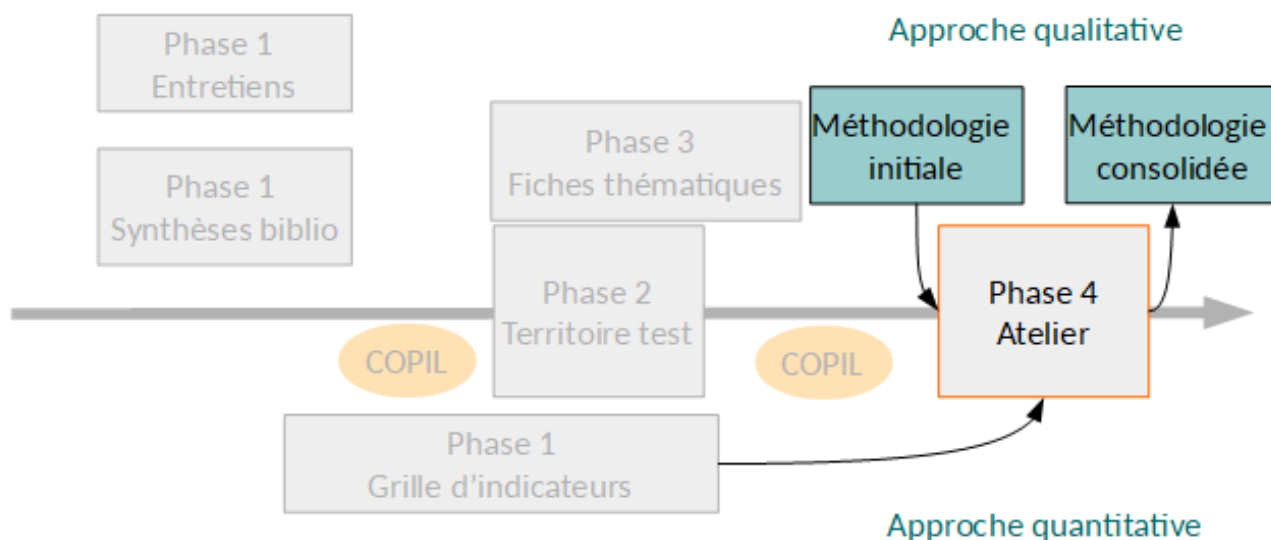 Approche qualitative
Phase 1
Entretiens
Méthodologie
initiale
Méthodologie
consolidée
Phase 3
Fiches thématiques
Phase 1
Synthèses biblio
Phase 2
Territoire test
Phase 4
Atelier
COPIL
COPIL
Phase 1
Grille d’indicateurs
Approche quantitative